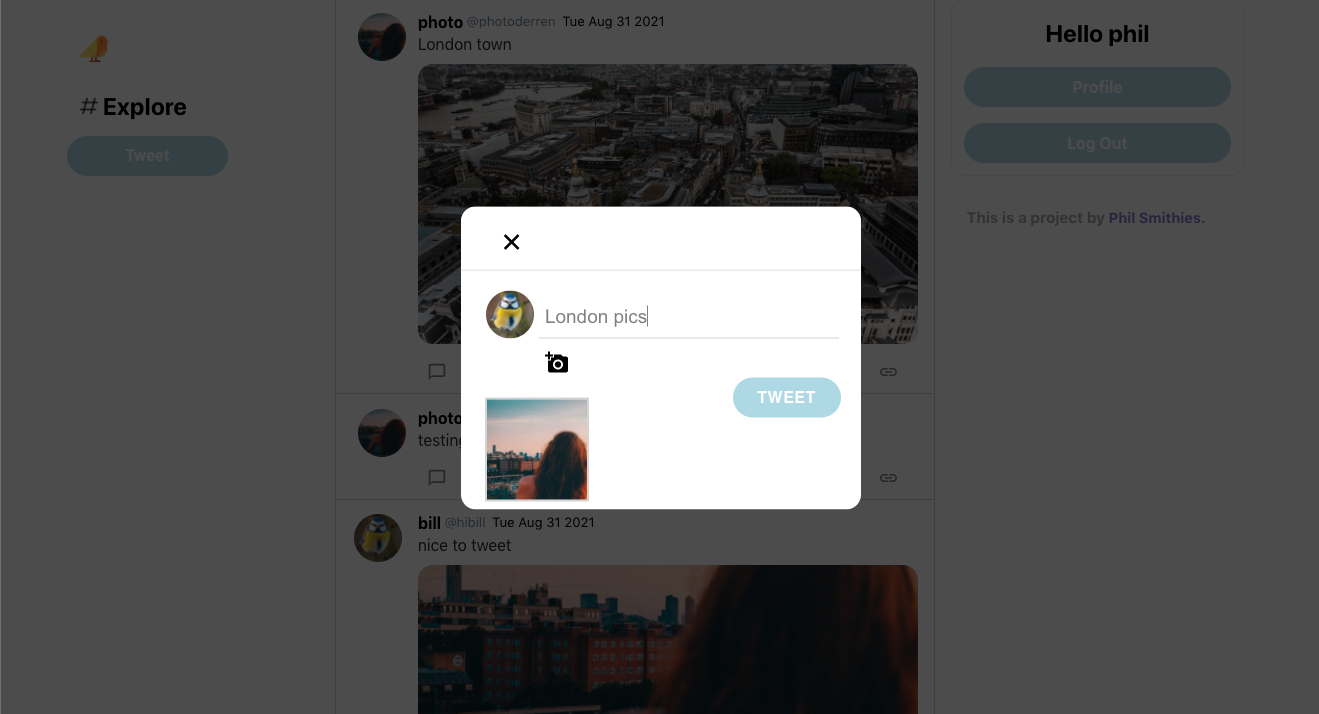 # Explore
Tweet
photo @photoderren Tue Aug 31 2021
London town
Hello phil
Profile
Log Out
This is a project by Phil Smithies.
London pics
TWEET
photo
testing
bill @hibill Tue Aug 31 2021
nice to tweet